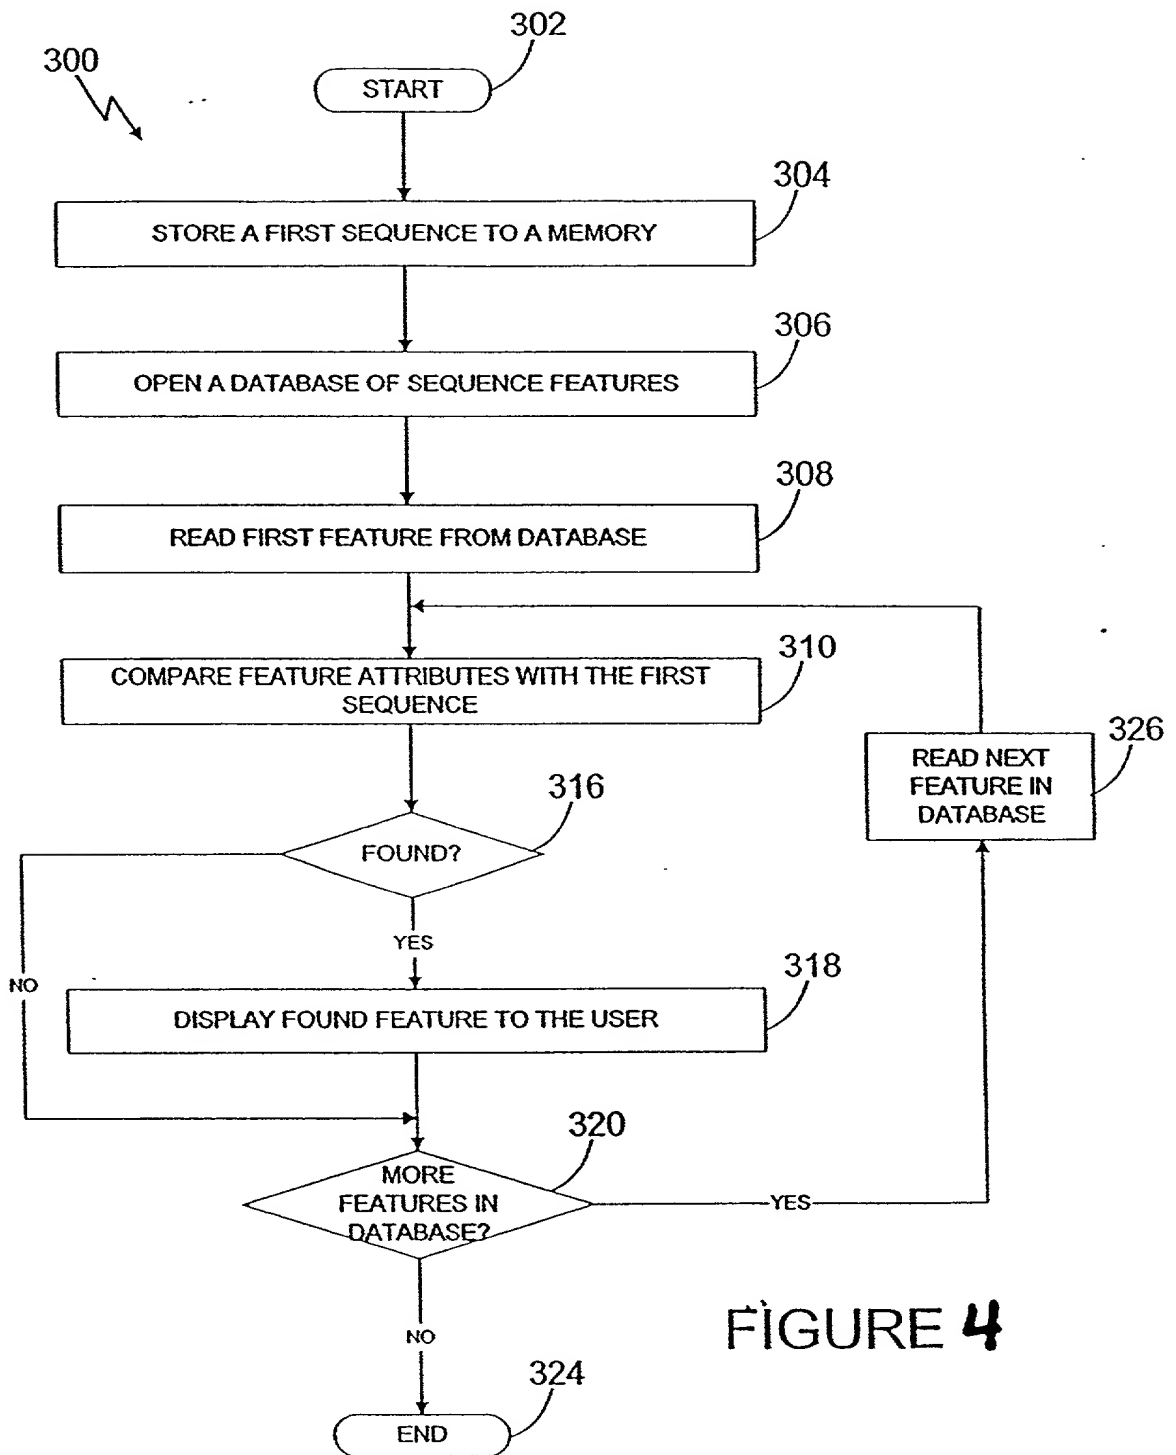 302
300
START
304
STORE A FIRST SEQUENCE TO A MEMORY
306
OPEN A DATABASE OF SEQUENCE FEATURES
308
READ FIRST FEATURE FROM DATABASE
310
COMPARE FEATURE ATTRIBUTES WITH THE FIRST
SEQUENCE
326
READ NEXT
FEATURE IN
DATABASE
316
FOUND?
YES
NO
318
DISPLAY FOUND FEATURE TO THE USER
320
MORE
FEATURES IN
DATABASE?
YES
NO
FIGURE 4
324
END